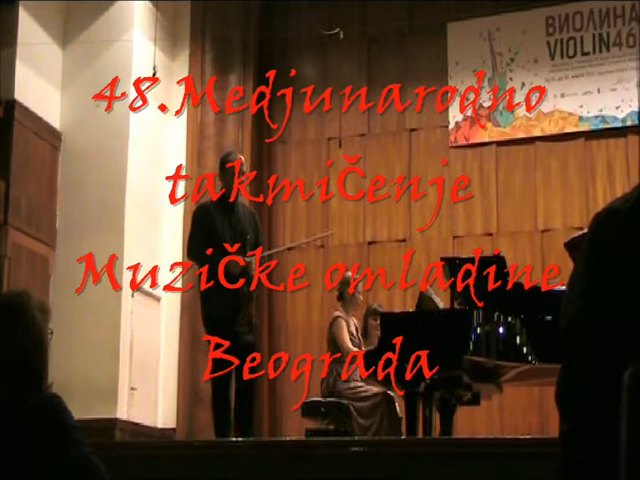 ВИОЛИНА
VIOLIN46
48.Medjunarodno
takmičenje
Muzičke omladine
Beograda